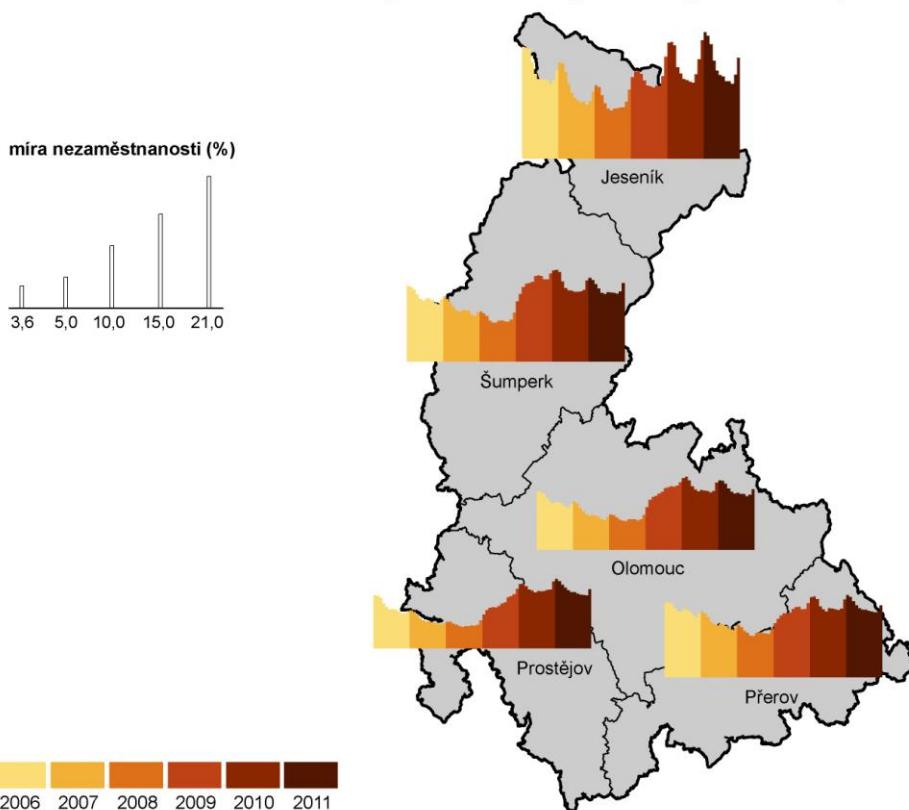 míra nezaměstnanosti (%)
3,6 5,0 10,0 15,0 21,0
Jeseník
Šumperk
Olomouc
Prostějov
Přerov
2006 2007 2008 2009 2010 2011